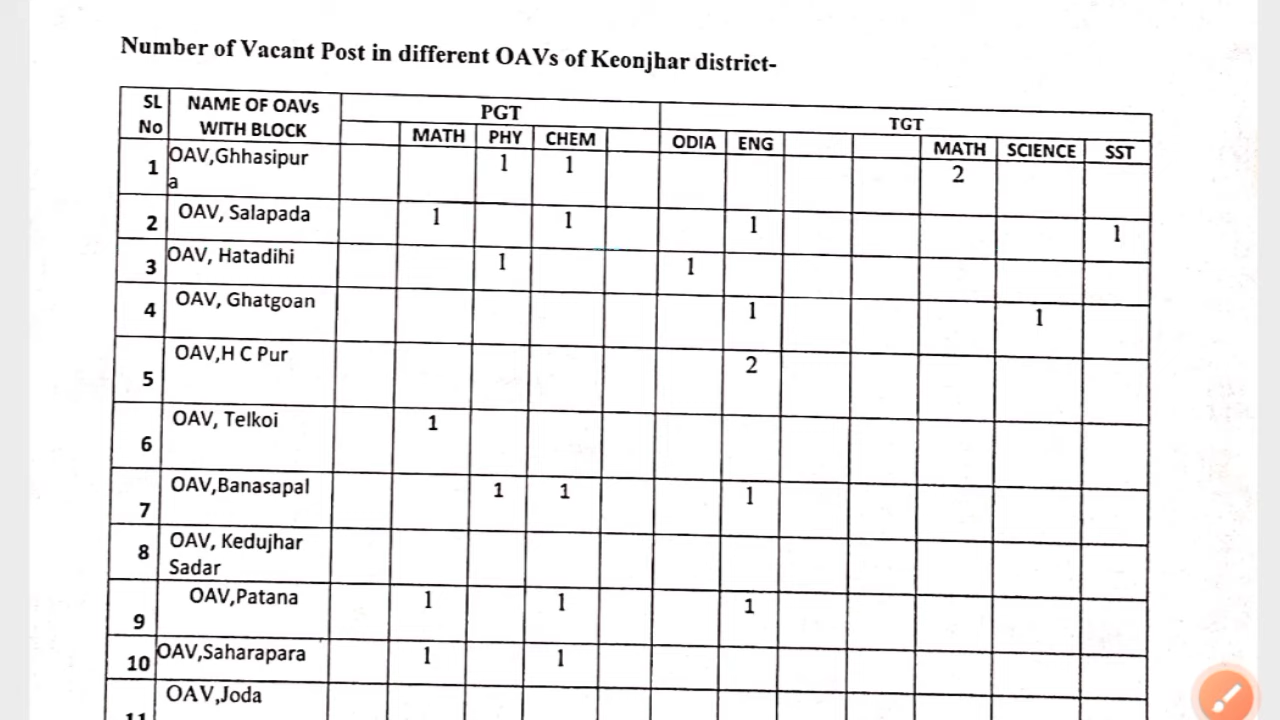 Number of Vacant Post in different OAVs of Keonjhar district-
SL No NAME OF OAVs WITH BLOCK PGT TGT
MATH PHY CHEM ODIA ENG MATH SCIENCE SST
1 OAV,Ghhasipur a 1 1 2
2 OAV, Salapada 1 1 1 1
3 OAV, Hatadihi 1 1
4 OAV, Ghatgoan 1 1
5 OAV,H C Pur 2
6 OAV, Telkoi 1
7 OAV,Banasapal 1 1 1
8 OAV, Kedujhar Sadar
9 OAV,Patana 1 1 1
10 OAV,Saharapara 1 1
11 OAV,Joda